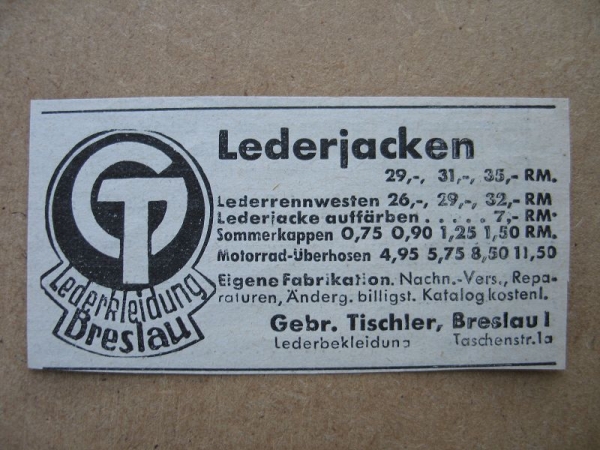 GT
Lederkleidung
Breslau
Lederjacken
29,-, 31,-, 35,- RM.
Lederrennwesten 26,-, 29,-, 32,- RM
Lederjacke auffärben . . . . . 7,- RM.
Sommerkappen 0,75 0,90 1,25 1,50 RM.
Motorrad-Überhosen 4,95 5,75 8,50 11,50
Eigene Fabrikation. Nachn.-Vers., Repa-
raturen, Änderg. billigst. Katalog kostenl.
Gebr. Tischler, Breslau I
Lederbekleidung Taschenstr. 1a